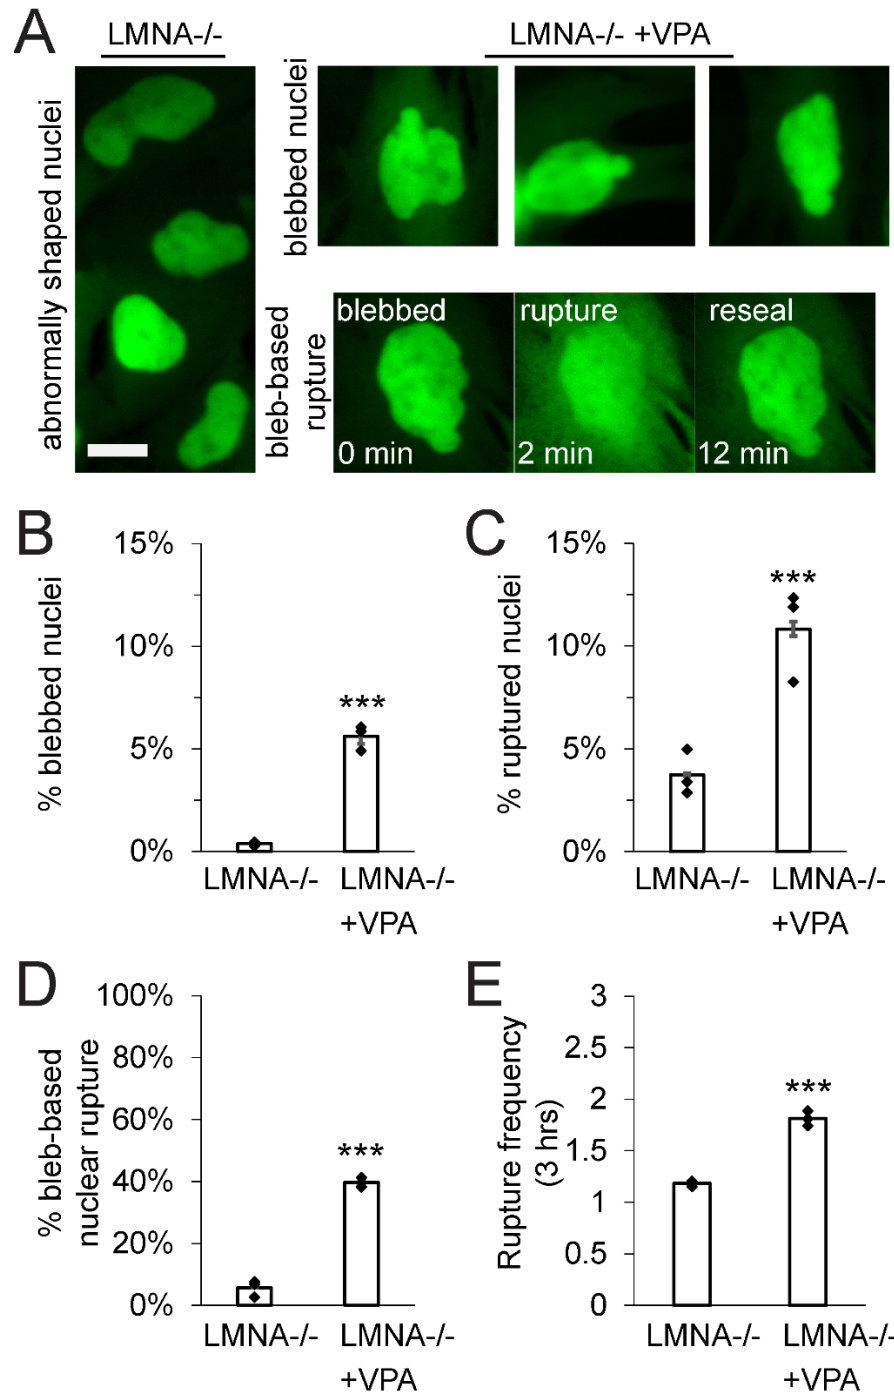 A
LMNA-/-
LMNA-/- +VPA
abnormally shaped nuclei
blebbed nuclei
bleb-based
rupture
blebbed
rupture
reseal
0 min
2 min
12 min
B
% blebbed nuclei
15%
10%
5%
0%
***
LMNA-/-
LMNA-/-
+VPA
C
% ruptured nuclei
15%
10%
5%
0%
***
LMNA-/-
LMNA-/-
+VPA
D
% bleb-based
nuclear rupture
100%
80%
60%
40%
20%
0%
***
LMNA-/-
LMNA-/-
+VPA
E
Rupture frequency
(3 hrs)
3
2.5
2
1.5
1
0.5
0
***
LMNA-/-
LMNA-/-
+VPA